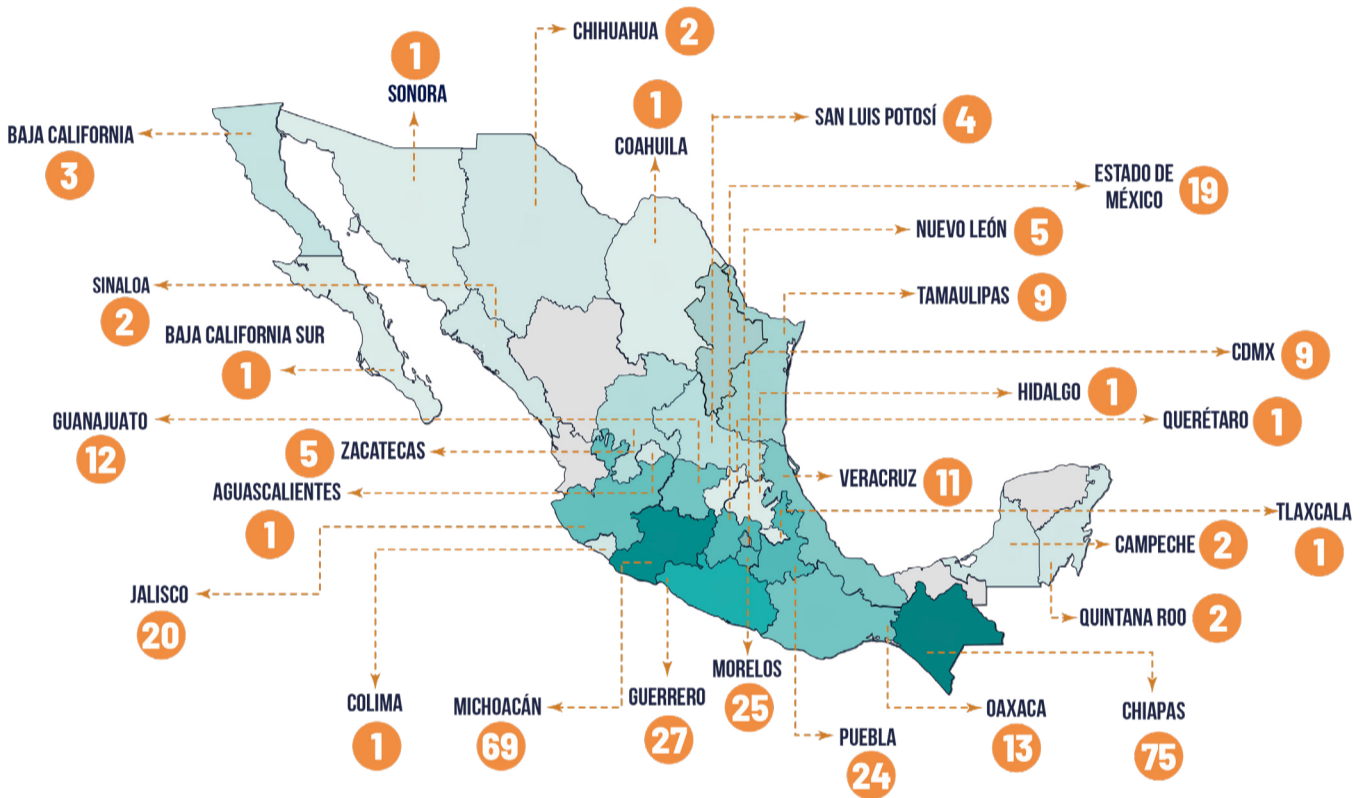 CHIHUAHUA 2
1
SONORA
1
COAHUILA
SAN LUIS POTOSÍ 4
BAJA CALIFORNIA
3
ESTADO DE
MÉXICO 19
NUEVO LEÓN 5
SINALOA
2
TAMAULIPAS 9
BAJA CALIFORNIA SUR
1
CDMX 9
HIDALGO 1
GUANAJUATO
12
QUERÉTARO 1
5 ZACATECAS
VERACRUZ 11
AGUASCALIENTES
1
TLAXCALA
1
CAMPECHE 2
JALISCO
20
QUINTANA ROO 2
COLIMA
1
MICHOACÁN
69
GUERRERO
27
MORELOS
25
PUEBLA
24
OAXACA
13
CHIAPAS
75